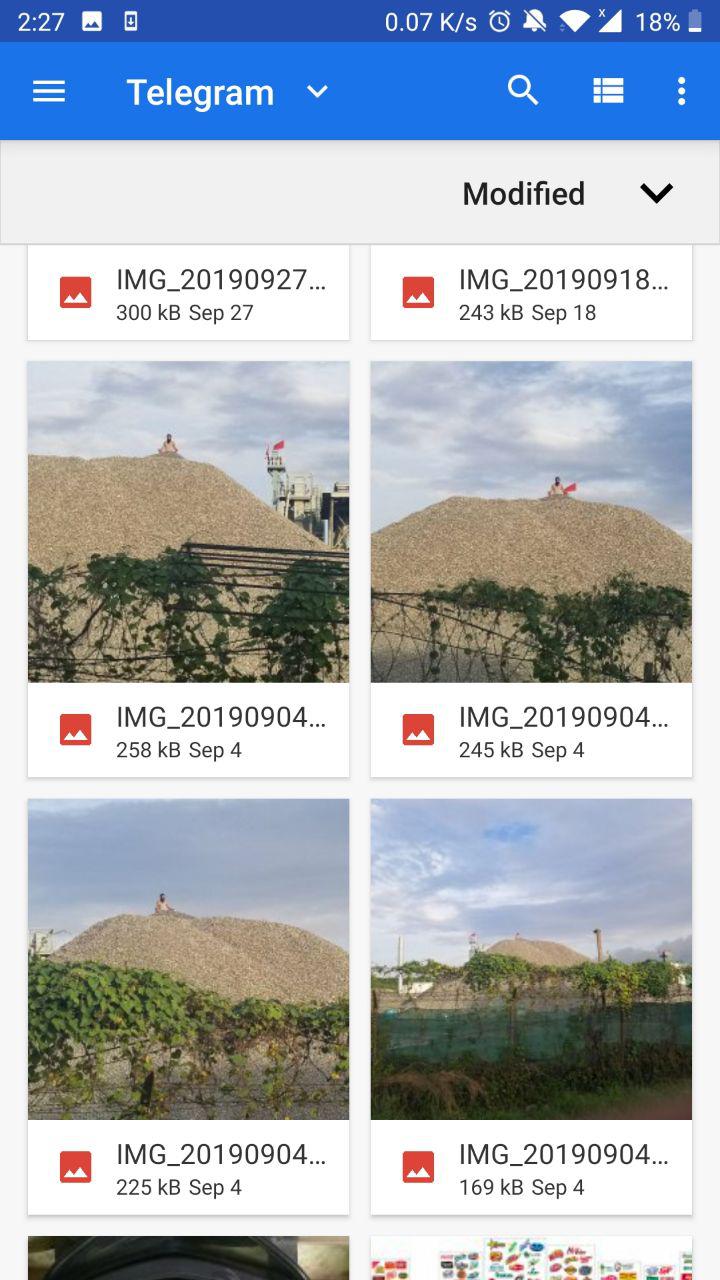 2:27
0.07 K/s
18%
Telegram
Modified
IMG_20190927...
300 kB Sep 27
IMG_20190918...
243 kB Sep 18
IMG_20190904...
258 kB Sep 4
IMG_20190904...
245 kB Sep 4
IMG_20190904...
225 kB Sep 4
IMG_20190904...
169 kB Sep 4